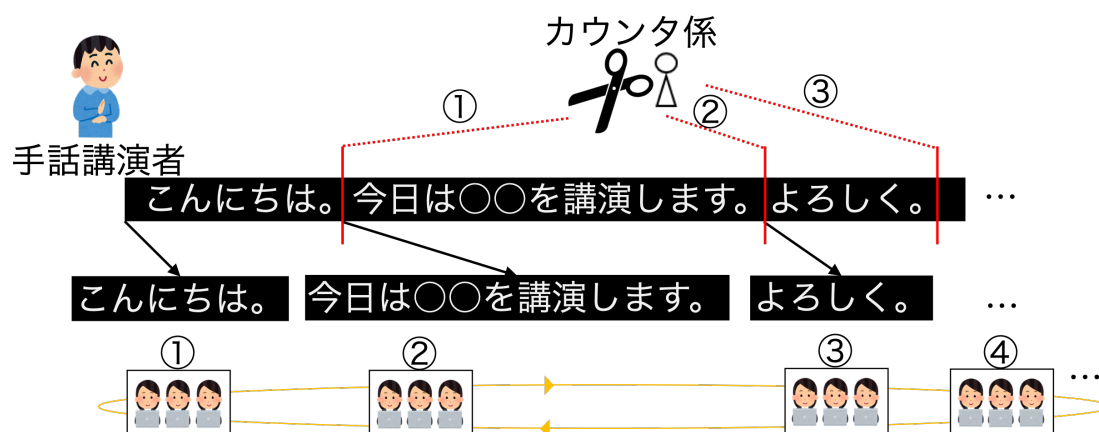 カウンタ係
① ② ③
手話講演者
こんにちは。今日は○○を講演します。よろしく。 …
こんにちは。 今日は○○を講演します。 よろしく。 …
① ② ③ ④ …